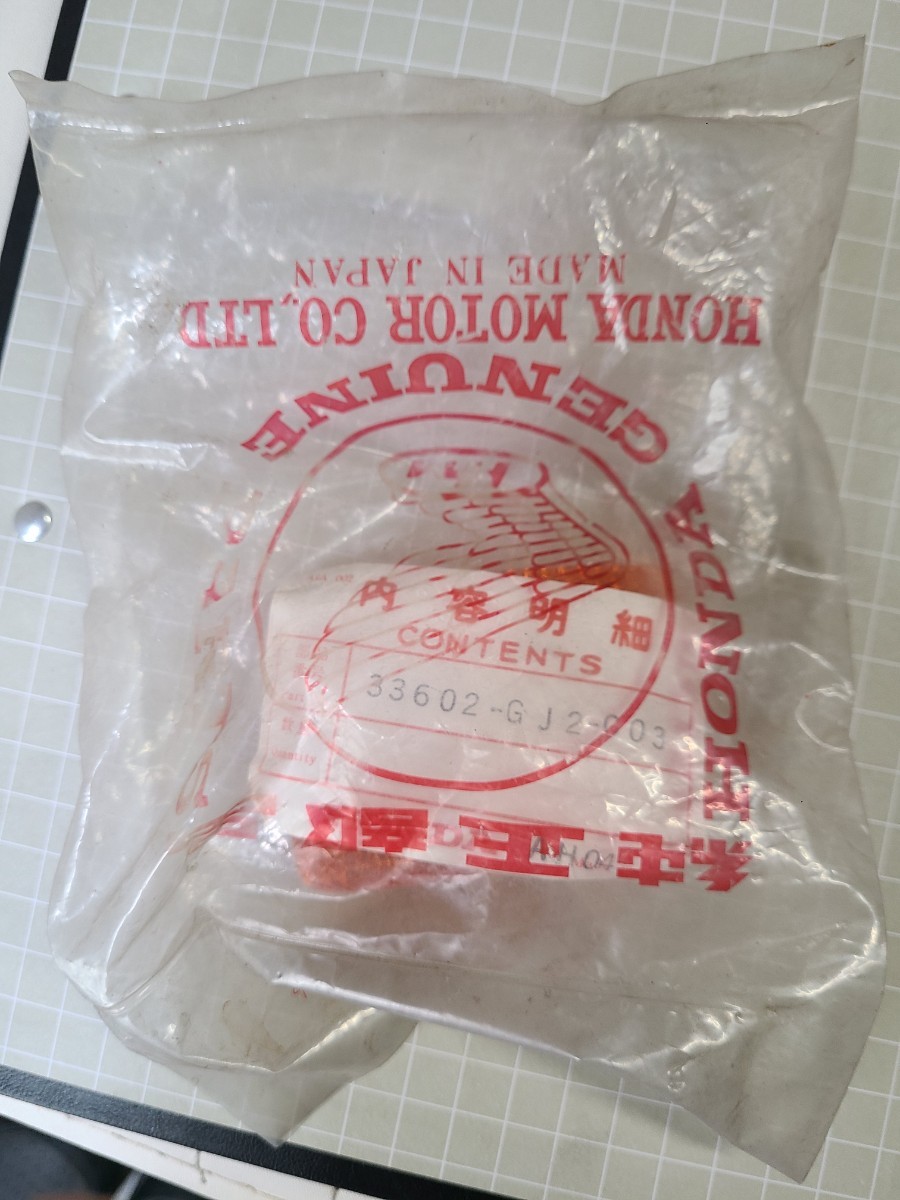 MADE IN JAPAN
HONDA MOTOR CO., LTD
GENUINE
HONDA
内容明細
CONTENTS
33602-GJ2-003
A.H.04
純正部